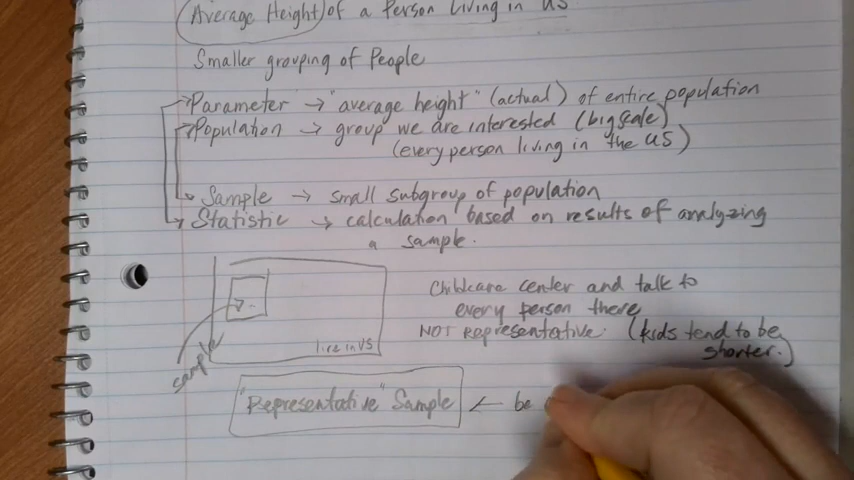 Average Height of a Person Living in US
Smaller grouping of People
Parameter → "average height" (actual) of entire population
Population → group we are interested (big scale)
(every person living in the US)
Sample → small subgroup of population
Statistic → calculation based on results of analyzing
a sample.
Childcare center and talk to
every person there
NOT Representative. (kids tend to be
shorter.)
live in US
sample
"Representative" Sample ← be